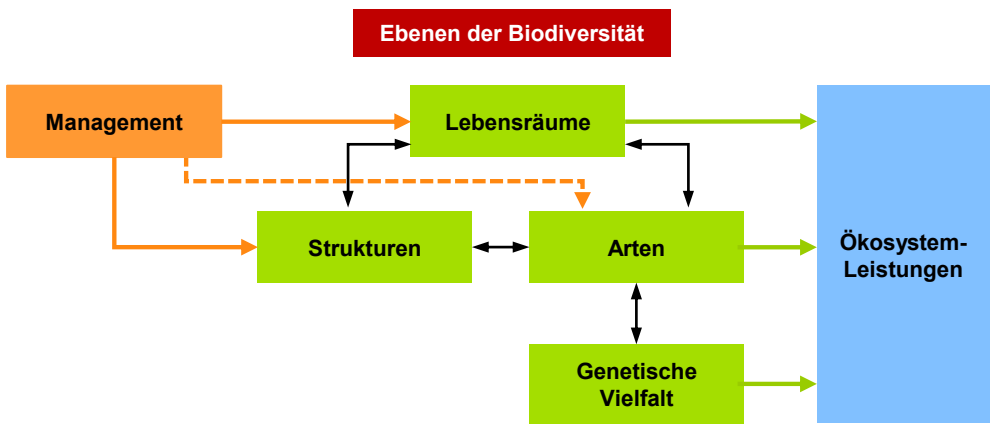 Ebenen der Biodiversität
Management
Lebensräume
Strukturen
Arten
Ökosystem-
Leistungen
Genetische
Vielfalt